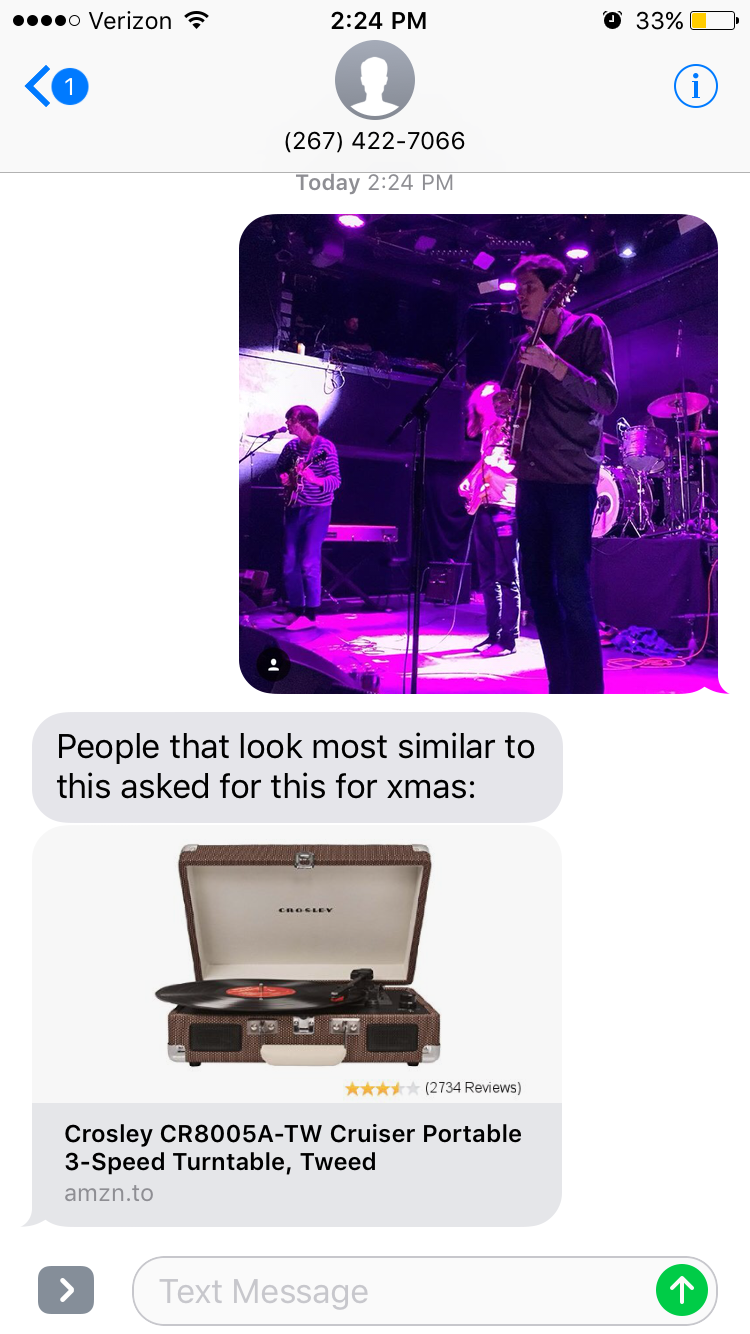 Verizon 2:24 PM 33%
1
(267) 422-7066
Today 2:24 PM
People that look most similar to
this asked for this for xmas:
CROSLEY
(2734 Reviews)
Crosley CR8005A-TW Cruiser Portable
3-Speed Turntable, Tweed
amzn.to
Text Message